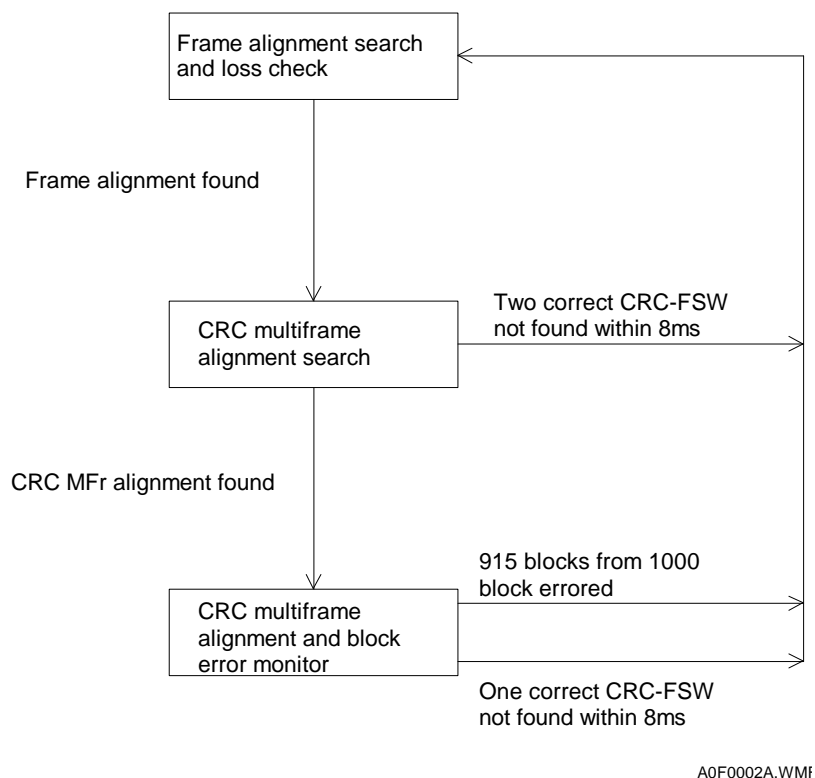 Frame alignment search
and loss check
Frame alignment found
Two correct CRC-FSW
not found within 8ms
CRC multiframe
alignment search
CRC MFr alignment found
915 blocks from 1000
block errored
CRC multiframe
alignment and block
error monitor
One correct CRC-FSW
not found within 8ms
A0F0002A.WMF